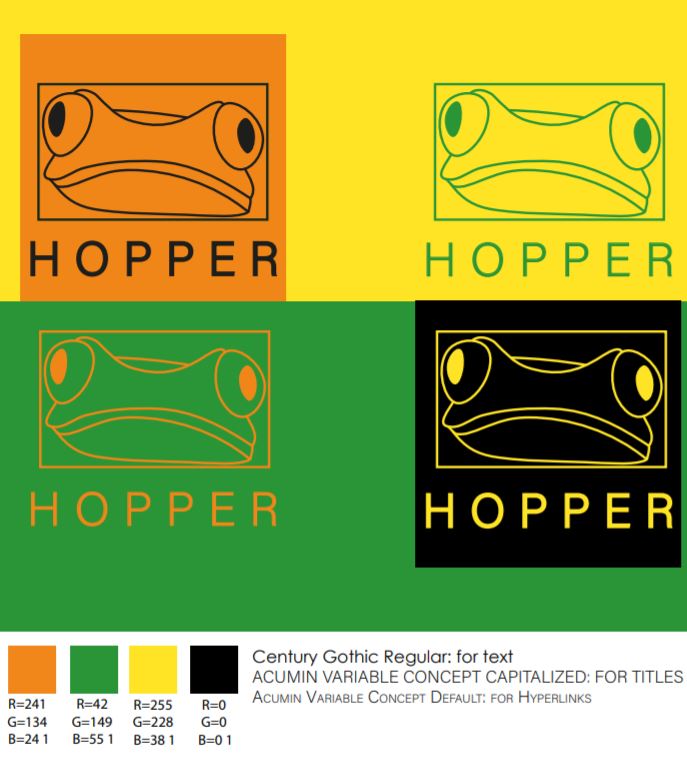 HOPPER
HOPPER
HOPPER
HOPPER
R=241
G=134
B=24 1
R=42
G=149
B=55 1
R=255
G=228
B=38 1
R=0
G=0
B=0 1
Century Gothic Regular: for text
ACUMIN VARIABLE CONCEPT CAPITALIZED: FOR TITLES
Acumin Variable Concept Default: for Hyperlinks